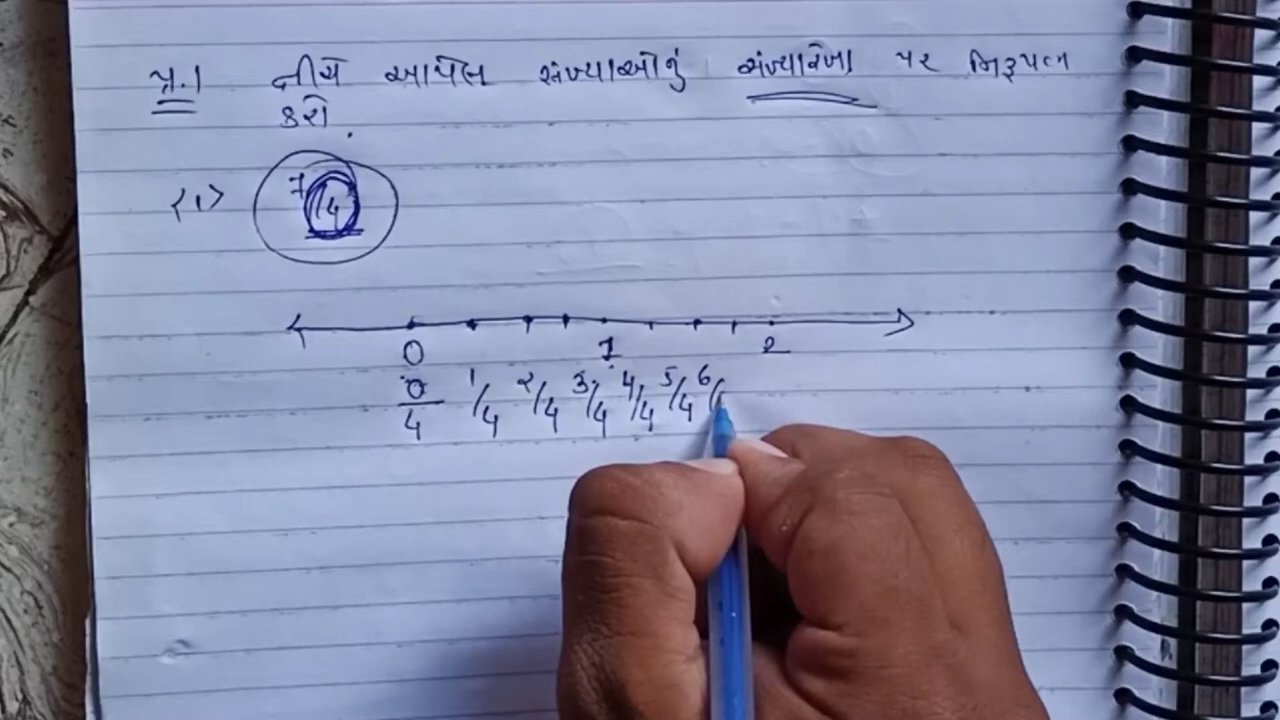 પ્ર.1 નીચે આપેલ સંખ્યાઓનું સંખ્યારેખા પર નિરૂપણ
કરો.
(1) 7/4
0 1 2
0/4 1/4 2/4 3/4 4/4 5/4 6/